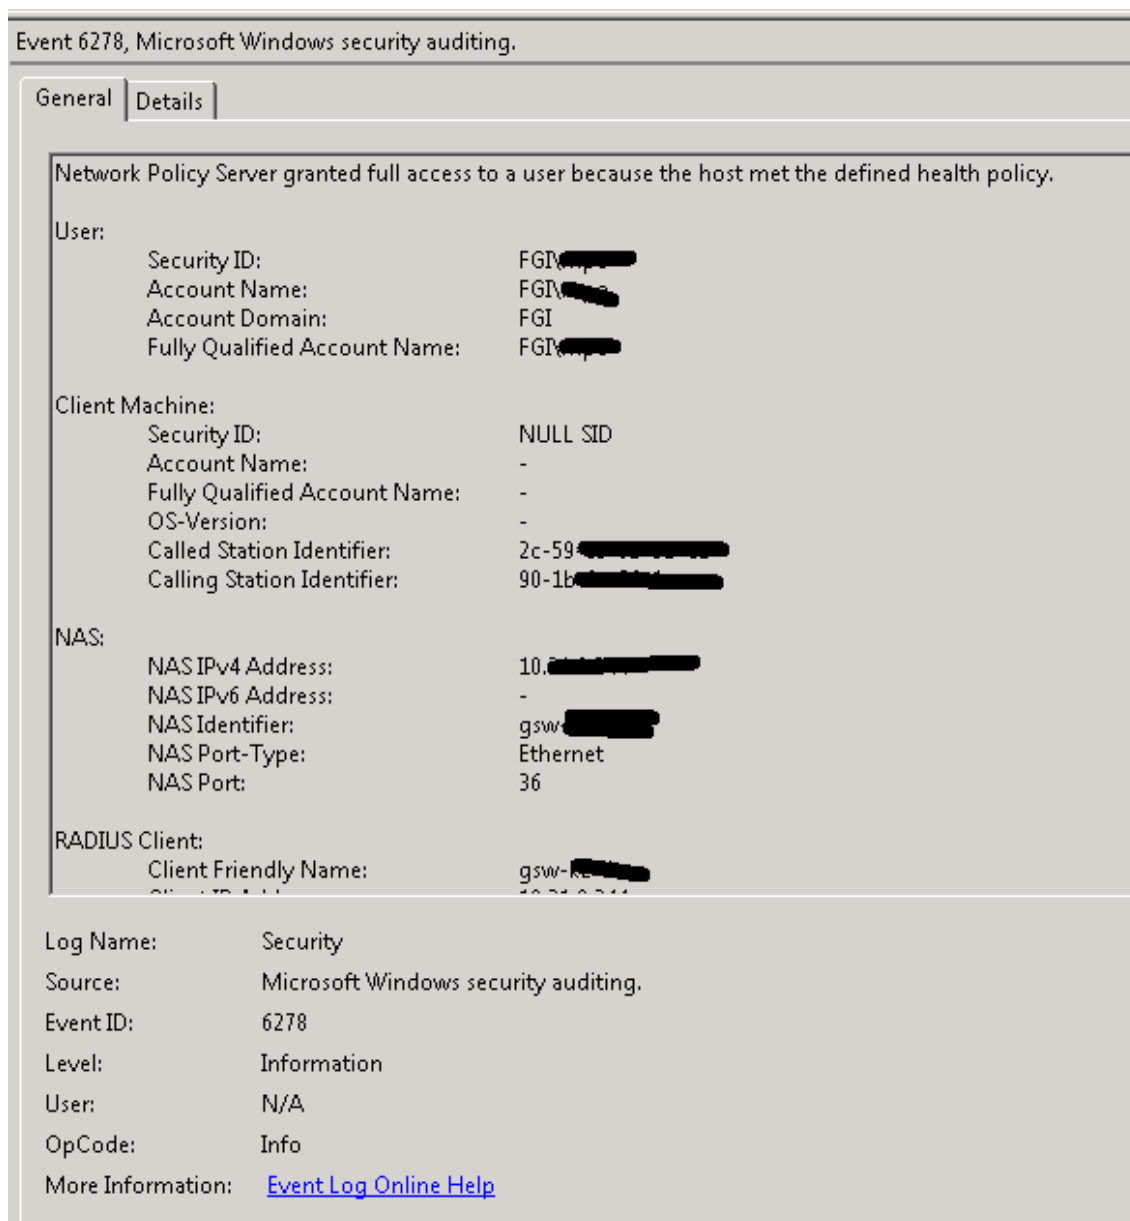 Event 6278, Microsoft Windows security auditing.
General Details
Network Policy Server granted full access to a user because the host met the defined health policy.
User:
Security ID: FGI\
Account Name: FGI\
Account Domain: FGI
Fully Qualified Account Name: FGI\
Client Machine:
Security ID: NULL SID
Account Name: -
Fully Qualified Account Name: -
OS-Version: -
Called Station Identifier: 2c-59
Calling Station Identifier: 90-1b
NAS:
NAS IPv4 Address: 10.
NAS IPv6 Address: -
NAS Identifier: gsw-
NAS Port-Type: Ethernet
NAS Port: 36
RADIUS Client:
Client Friendly Name: gsw-
Log Name: Security
Source: Microsoft Windows security auditing.
Event ID: 6278
Level: Information
User: N/A
OpCode: Info
More Information: Event Log Online Help